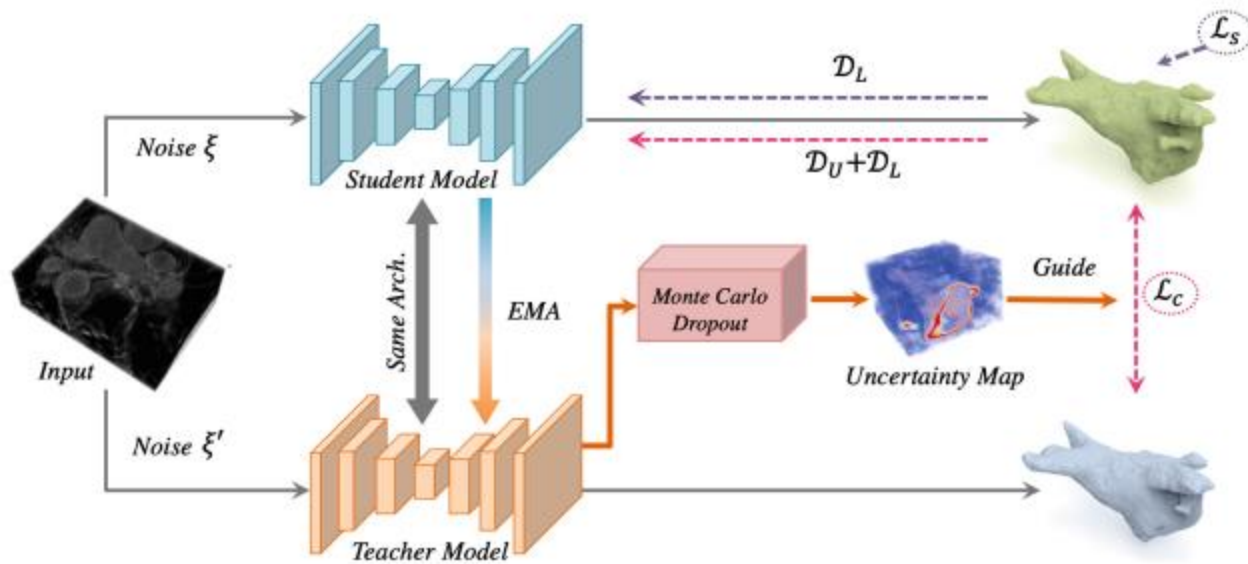 ℒ_S
𝒟_L
Noise ξ
𝒟_U+𝒟_L
Student Model
Same Arch.
EMA
Monte Carlo
Dropout
Guide
ℒ_C
Input
Uncertainty Map
Noise ξ′
Teacher Model